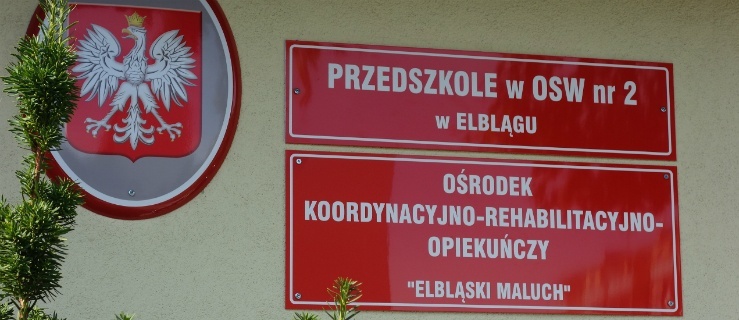 PRZEDSZKOLE w OSW nr 2
w ELBLĄGU
OŚRODEK
KOORDYNACYJNO-REHABILITACYJNO-
OPIEKUŃCZY
"ELBLĄSKI MALUCH"